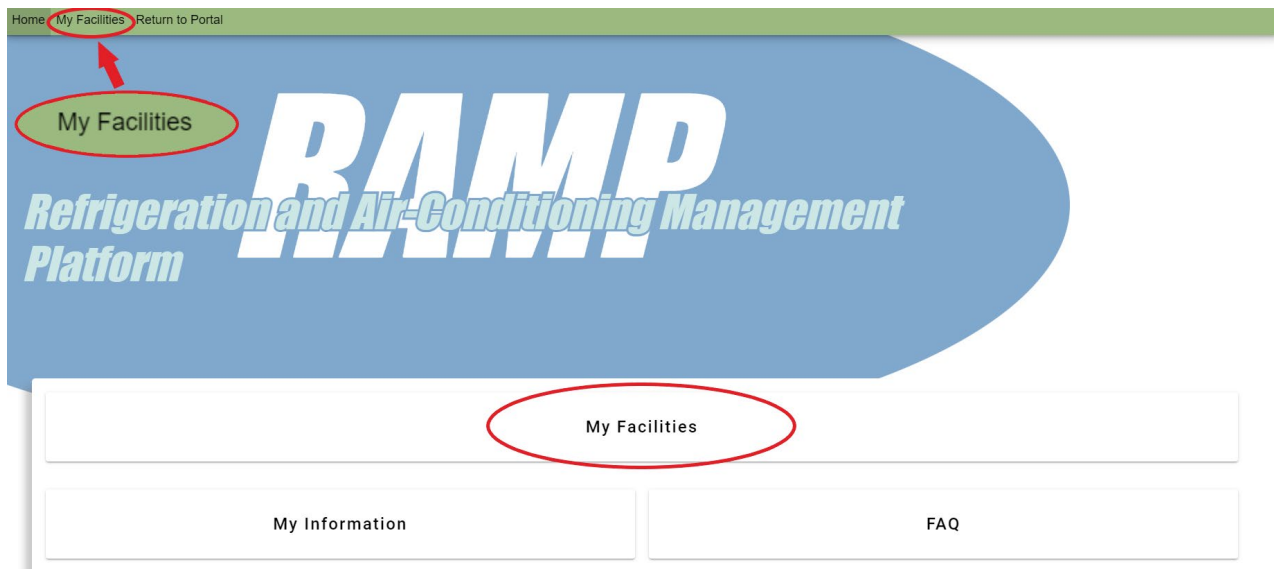 Home My Facilities Return to Portal
My Facilities
RAMP
Refrigeration and Air-Conditioning Management
Platform
My Facilities
My Information FAQ